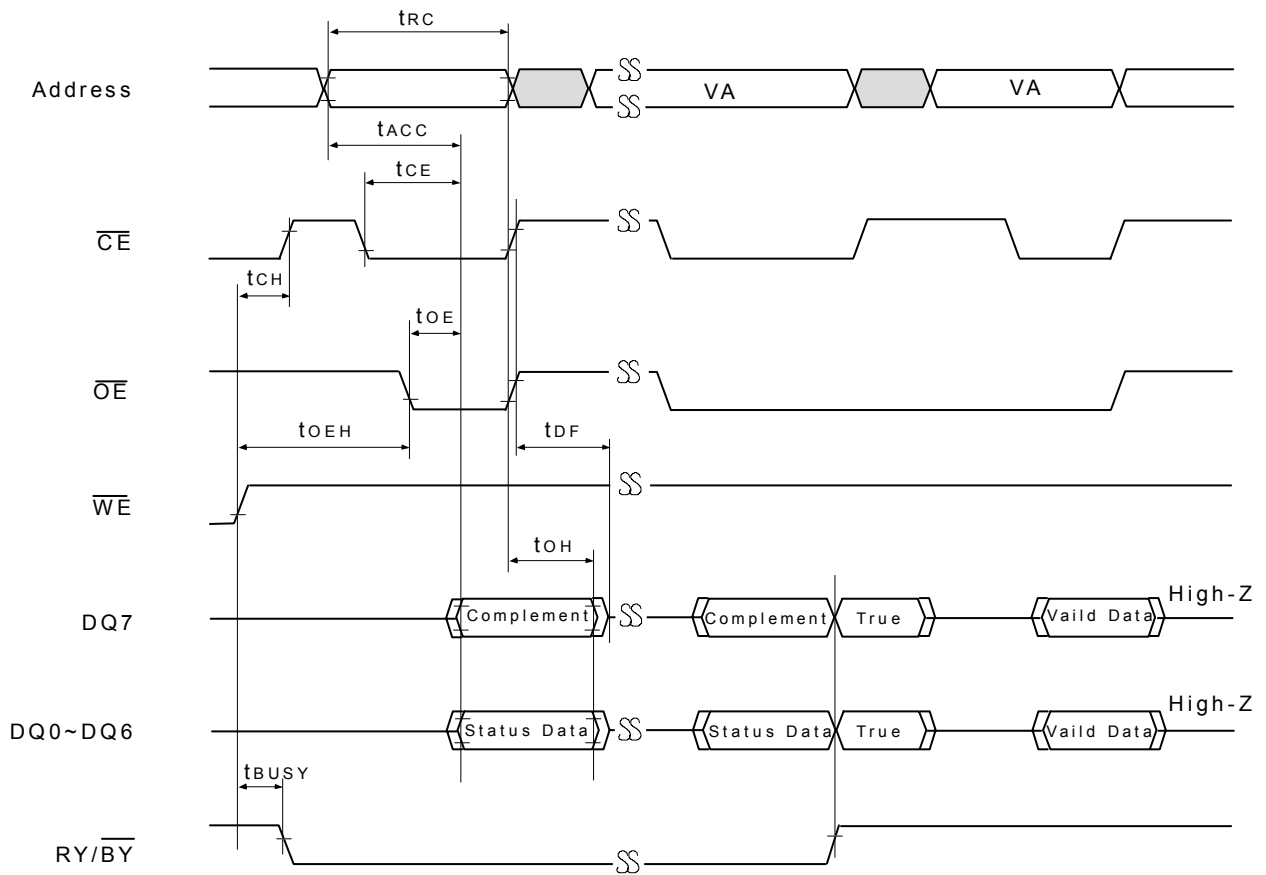 tRC
Address
VA
VA
tACC
tCE
CE
tCH
tOE
OE
tOEH
tDF
WE
tOH
DQ7
Complement
Complement
True
Vaild Data
High-Z
DQ0~DQ6
Status Data
Status Data
True
Vaild Data
High-Z
tBUSY
RY/BY